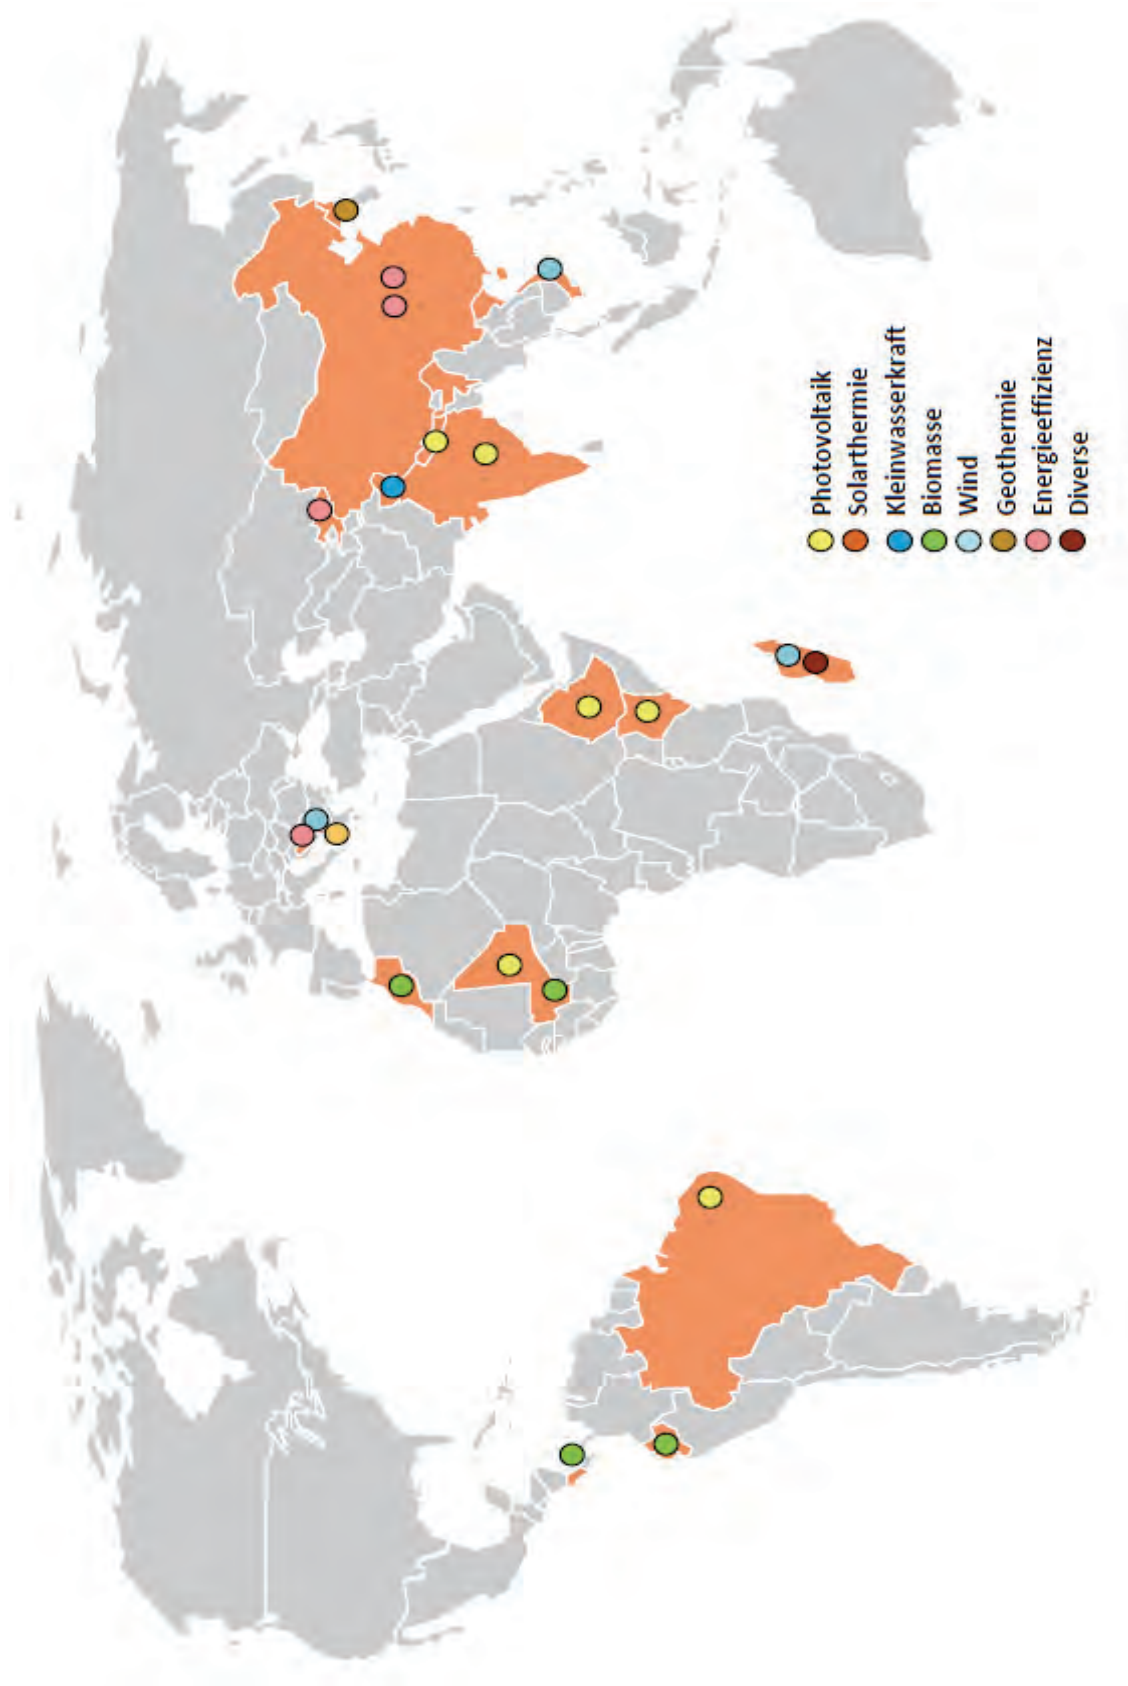 Photovoltaik
Solarthermie
Kleinwasserkraft
Biomasse
Wind
Geothermie
Energieeffizienz
Diverse